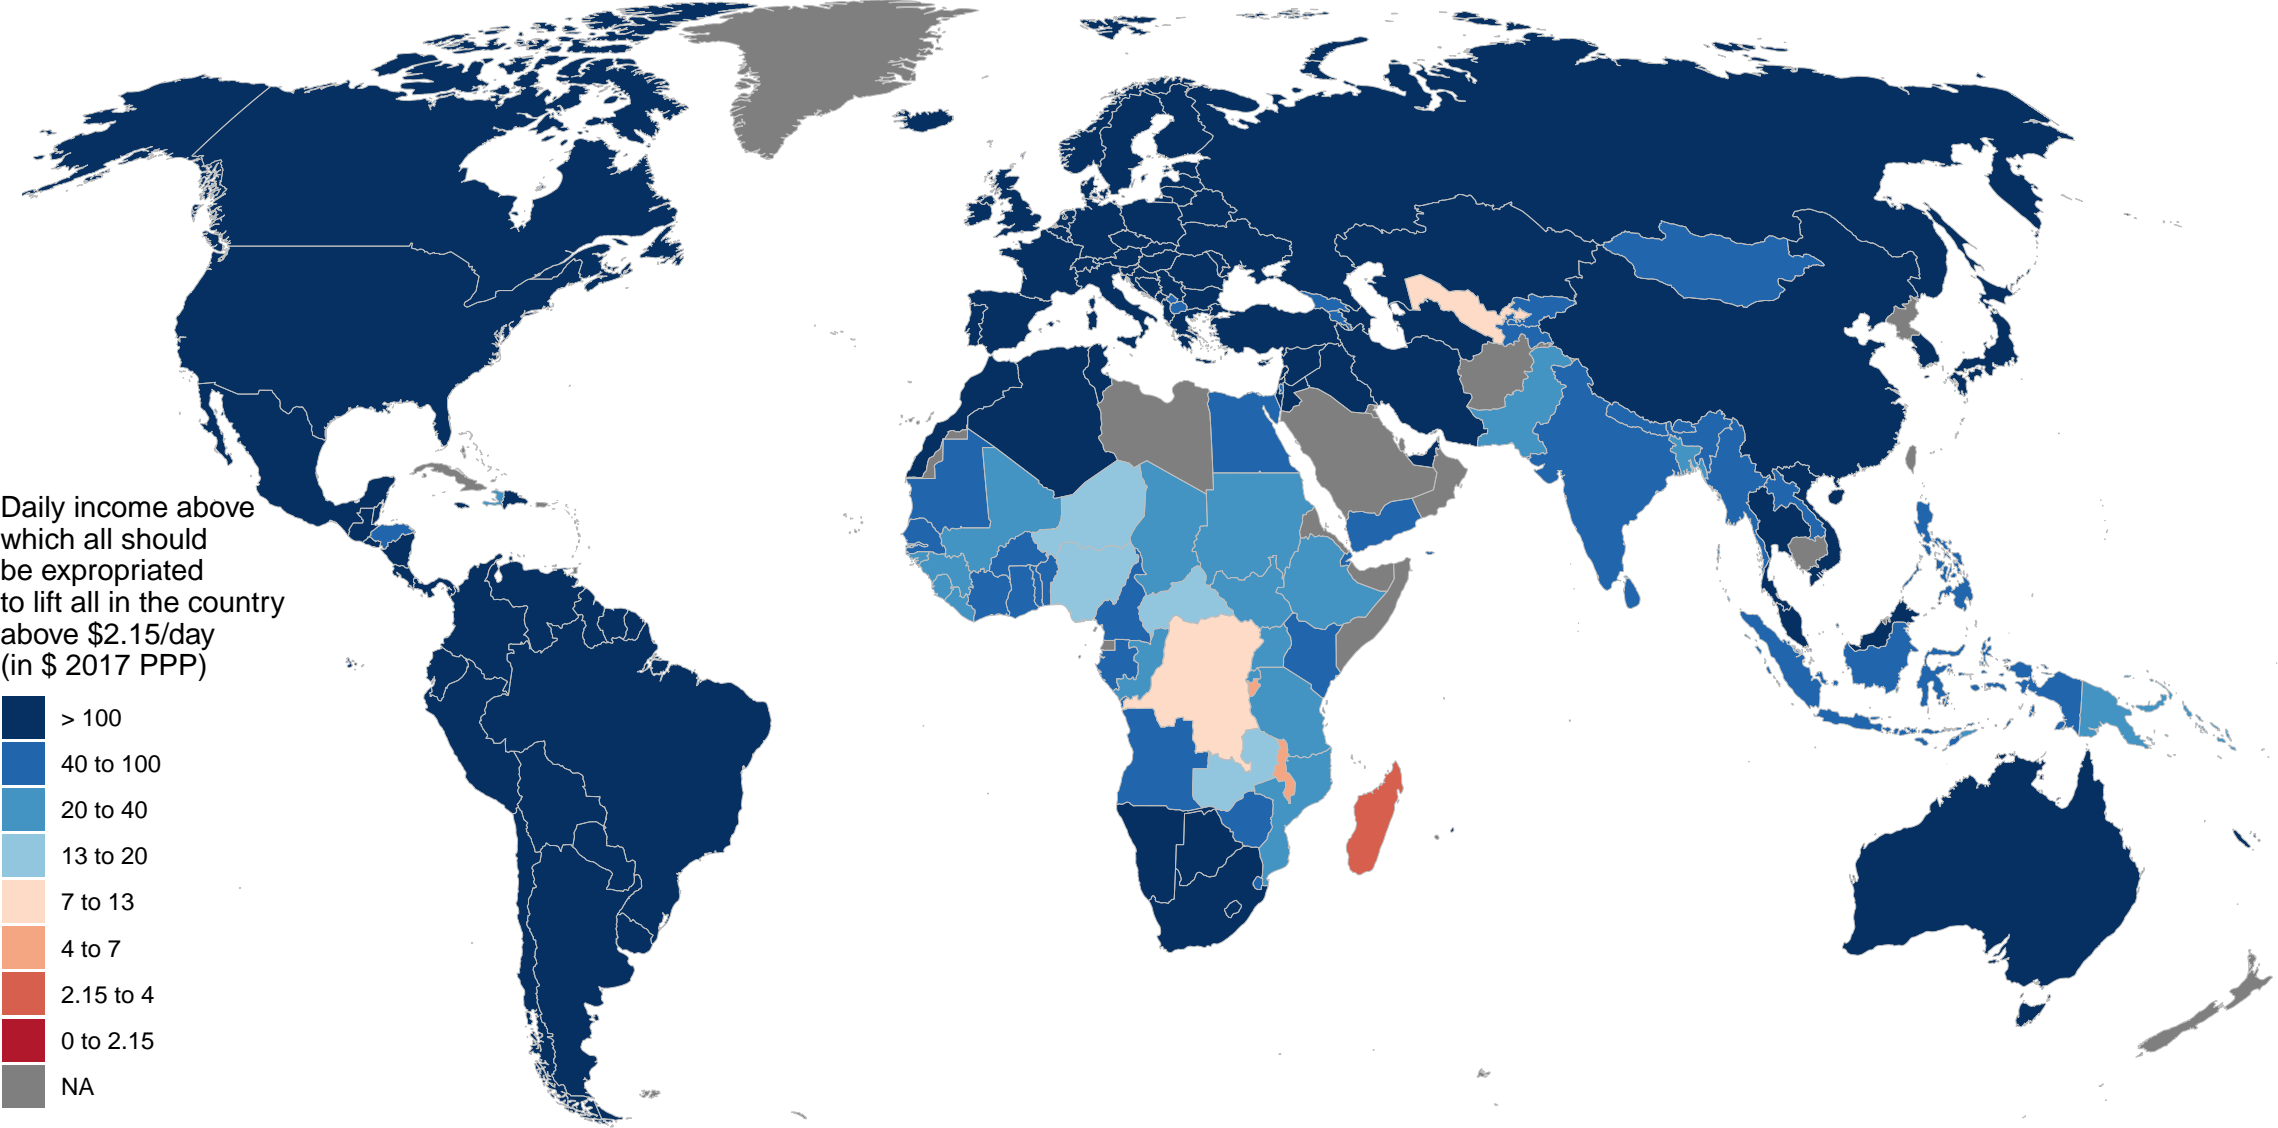 Daily income above
which all should
be expropriated
to lift all in the country
above $2.15/day
(in $ 2017 PPP)
> 100
40 to 100
20 to 40
13 to 20
7 to 13
4 to 7
2.15 to 4
0 to 2.15
NA